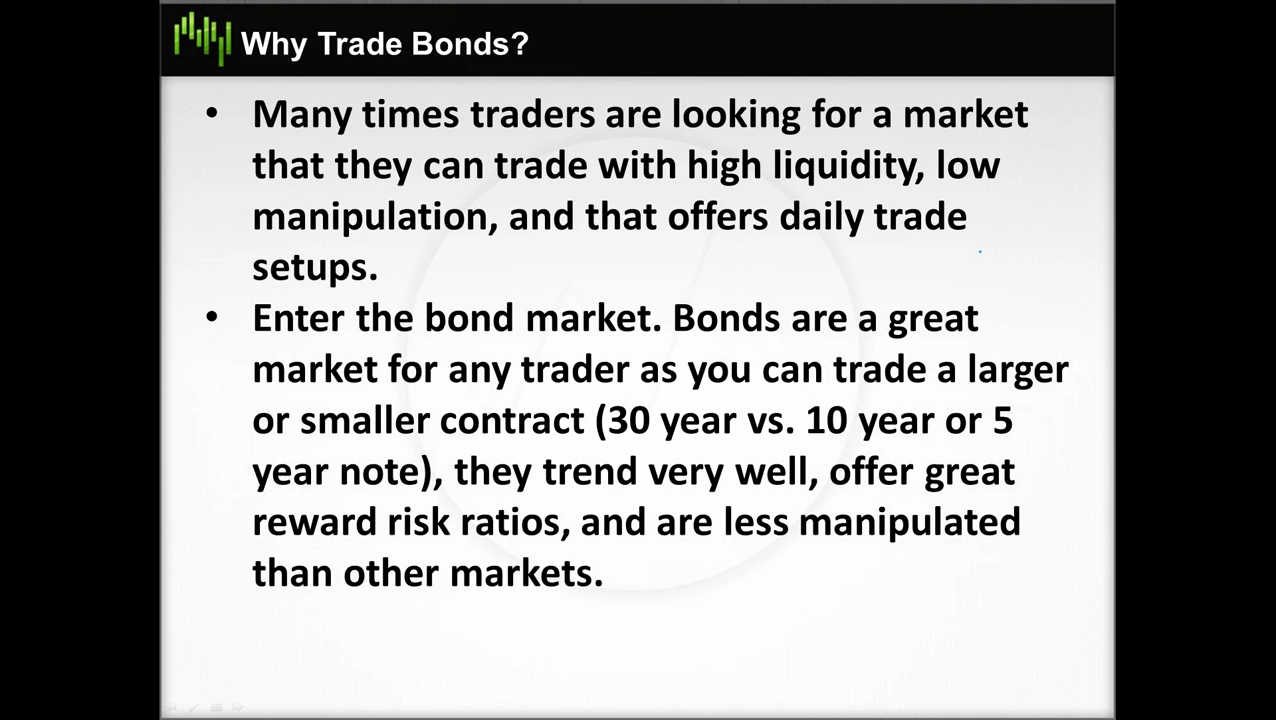 Why Trade Bonds?
• Many times traders are looking for a market
that they can trade with high liquidity, low
manipulation, and that offers daily trade
setups.
• Enter the bond market. Bonds are a great
market for any trader as you can trade a larger
or smaller contract (30 year vs. 10 year or 5
year note), they trend very well, offer great
reward risk ratios, and are less manipulated
than other markets.